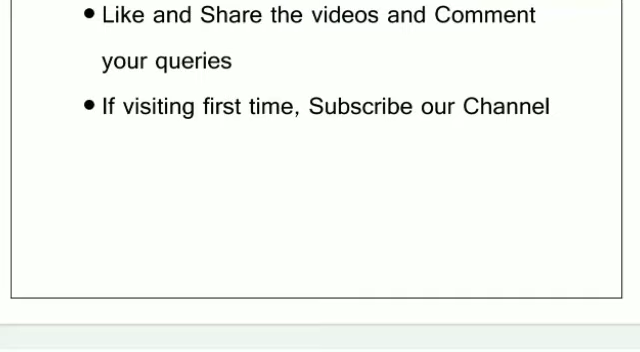 • Like and Share the videos and Comment
your queries
• If visiting first time, Subscribe our Channel